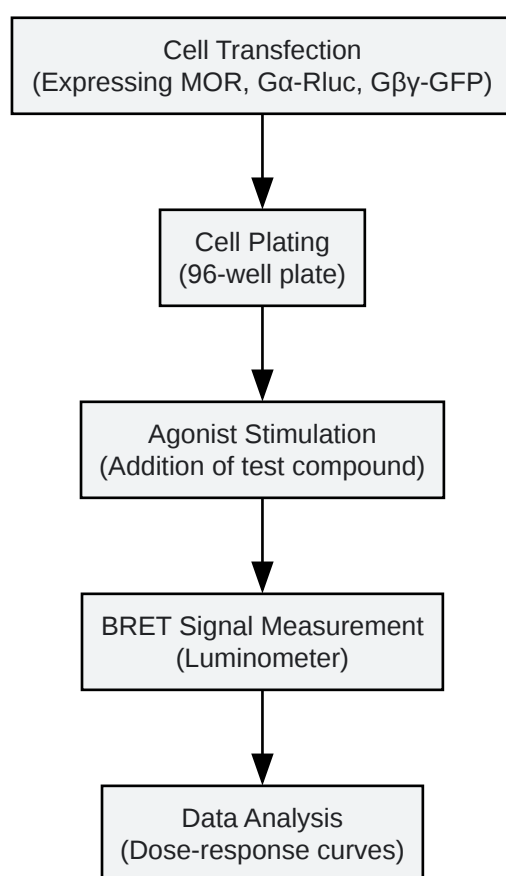 Cell Transfection
(Expressing MOR, Gα-Rluc, Gβγ-GFP)
Cell Plating
(96-well plate)
Agonist Stimulation
(Addition of test compound)
BRET Signal Measurement
(Luminometer)
Data Analysis
(Dose-response curves)